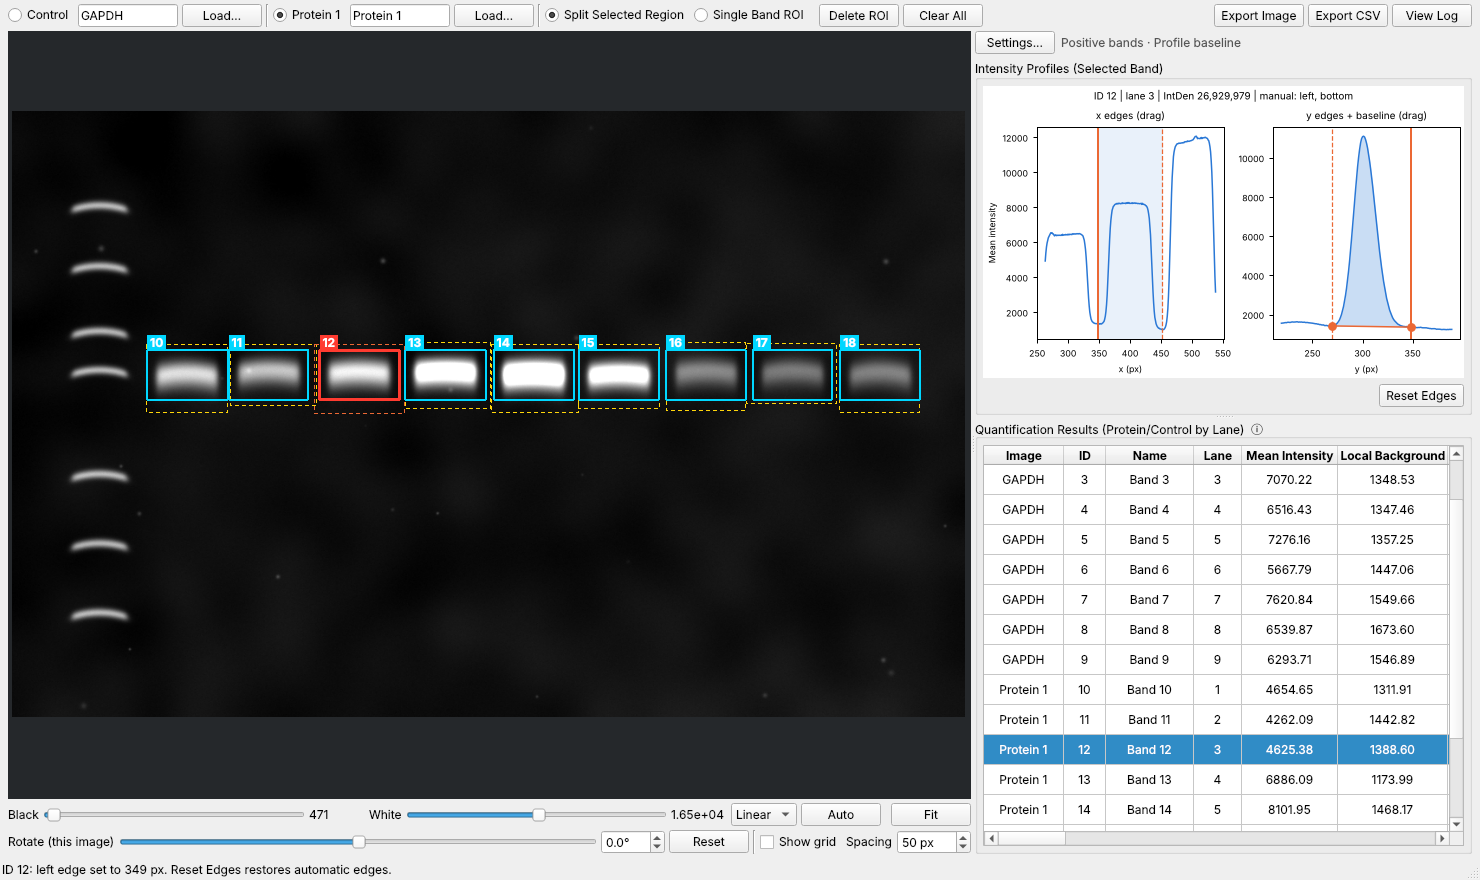 Control GAPDH Load... Protein 1 Protein 1 Load... Split Selected Region Single Band ROI Delete ROI Clear All Export Image Export CSV View Log
Settings... Positive bands · Profile baseline
Intensity Profiles (Selected Band)
ID 12 | lane 3 | IntDen 26,929,979 | manual: left, bottom
x edges (drag)
12000
10000
8000
6000
4000
2000
Mean intensity
250 300 350 400 450 500 550
x (px)
y edges + baseline (drag)
10000
8000
6000
4000
2000
250 300 350
y (px)
Reset Edges
10 11 12 13 14 15 16 17 18
Quantification Results (Protein/Control by Lane) ⓘ
Image ID Name Lane Mean Intensity Local Background
GAPDH 3 Band 3 3 7070.22 1348.53
GAPDH 4 Band 4 4 6516.43 1347.46
GAPDH 5 Band 5 5 7276.16 1357.25
GAPDH 6 Band 6 6 5667.79 1447.06
GAPDH 7 Band 7 7 7620.84 1549.66
GAPDH 8 Band 8 8 6539.87 1673.60
GAPDH 9 Band 9 9 6293.71 1546.89
Protein 1 10 Band 10 1 4654.65 1311.91
Protein 1 11 Band 11 2 4262.09 1442.82
Protein 1 12 Band 12 3 4625.38 1388.60
Protein 1 13 Band 13 4 6886.09 1173.99
Protein 1 14 Band 14 5 8101.95 1468.17
Black 471 White 1.65e+04 Linear Auto Fit
Rotate (this image) 0.0° Reset Show grid Spacing 50 px
ID 12: left edge set to 349 px. Reset Edges restores automatic edges.